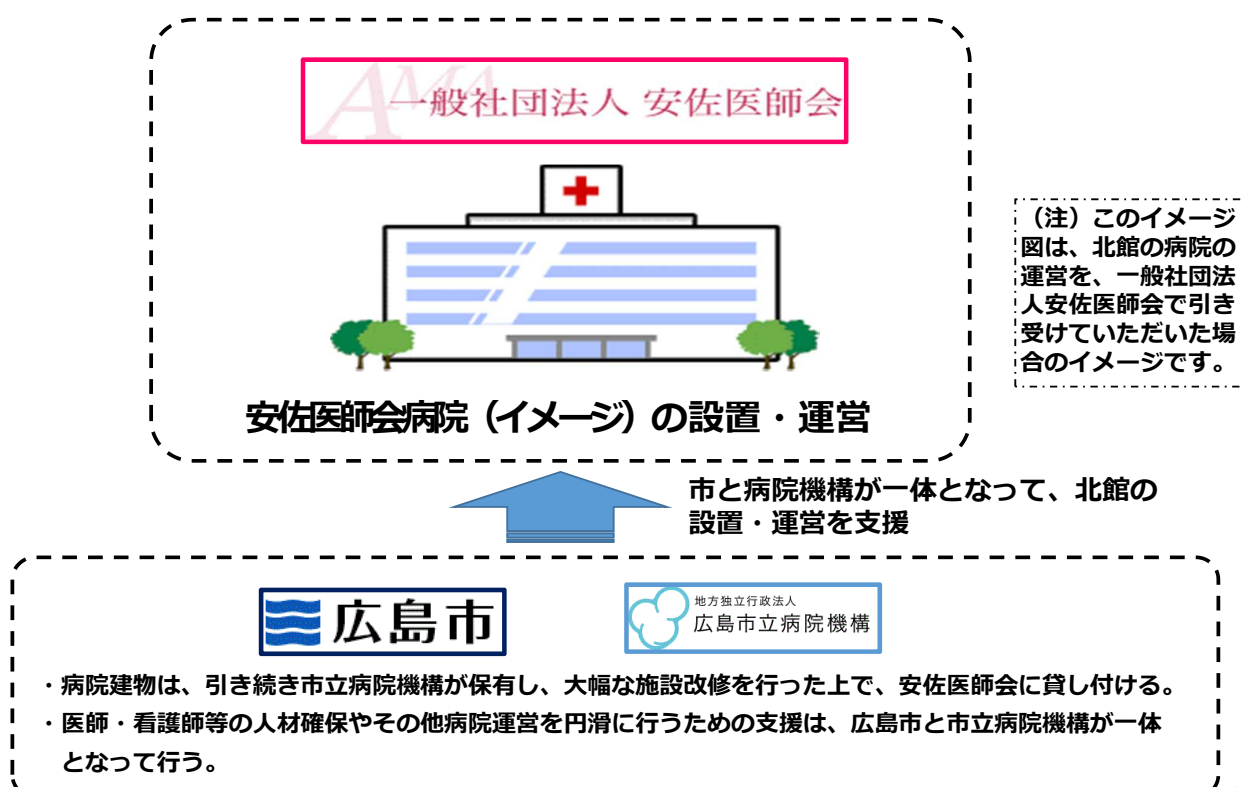 AMA
一般社団法人 安佐医師会
安佐医師会病院（イメージ）の設置・運営
（注）このイメージ
図は、北館の病院の
運営を、一般社団法
人安佐医師会で引き
受けていただいた場
合のイメージです。
市と病院機構が一体となって、北館の
設置・運営を支援
広島市
地方独立行政法人
広島市立病院機構
・病院建物は、引き続き市立病院機構が保有し、大幅な施設改修を行った上で、安佐医師会に貸し付ける。
・医師・看護師等の人材確保やその他病院運営を円滑に行うための支援は、広島市と市立病院機構が一体
となって行う。